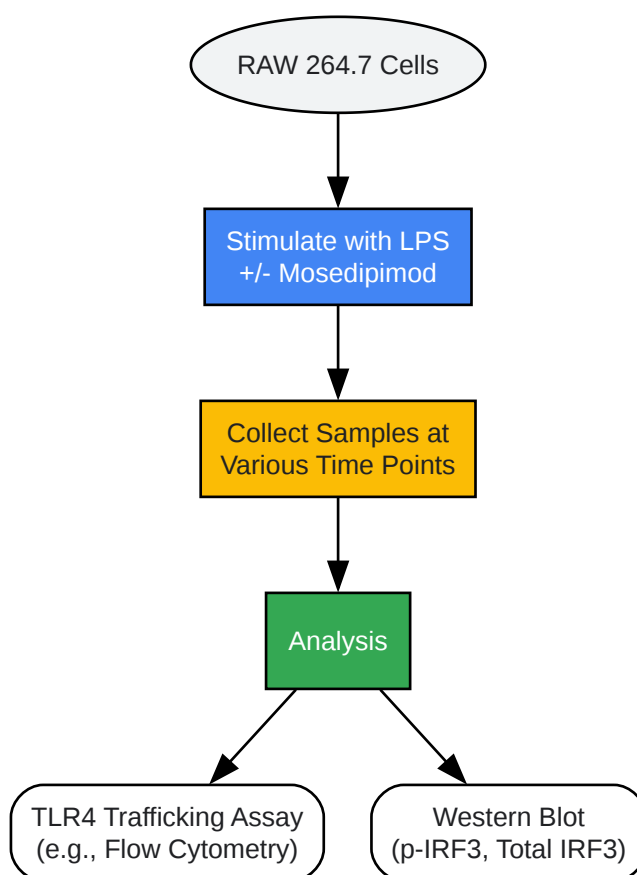 RAW 264.7 Cells
Stimulate with LPS
+/- Mosedipimod
Collect Samples at
Various Time Points
Analysis
TLR4 Trafficking Assay
(e.g., Flow Cytometry)
Western Blot
(p-IRF3, Total IRF3)